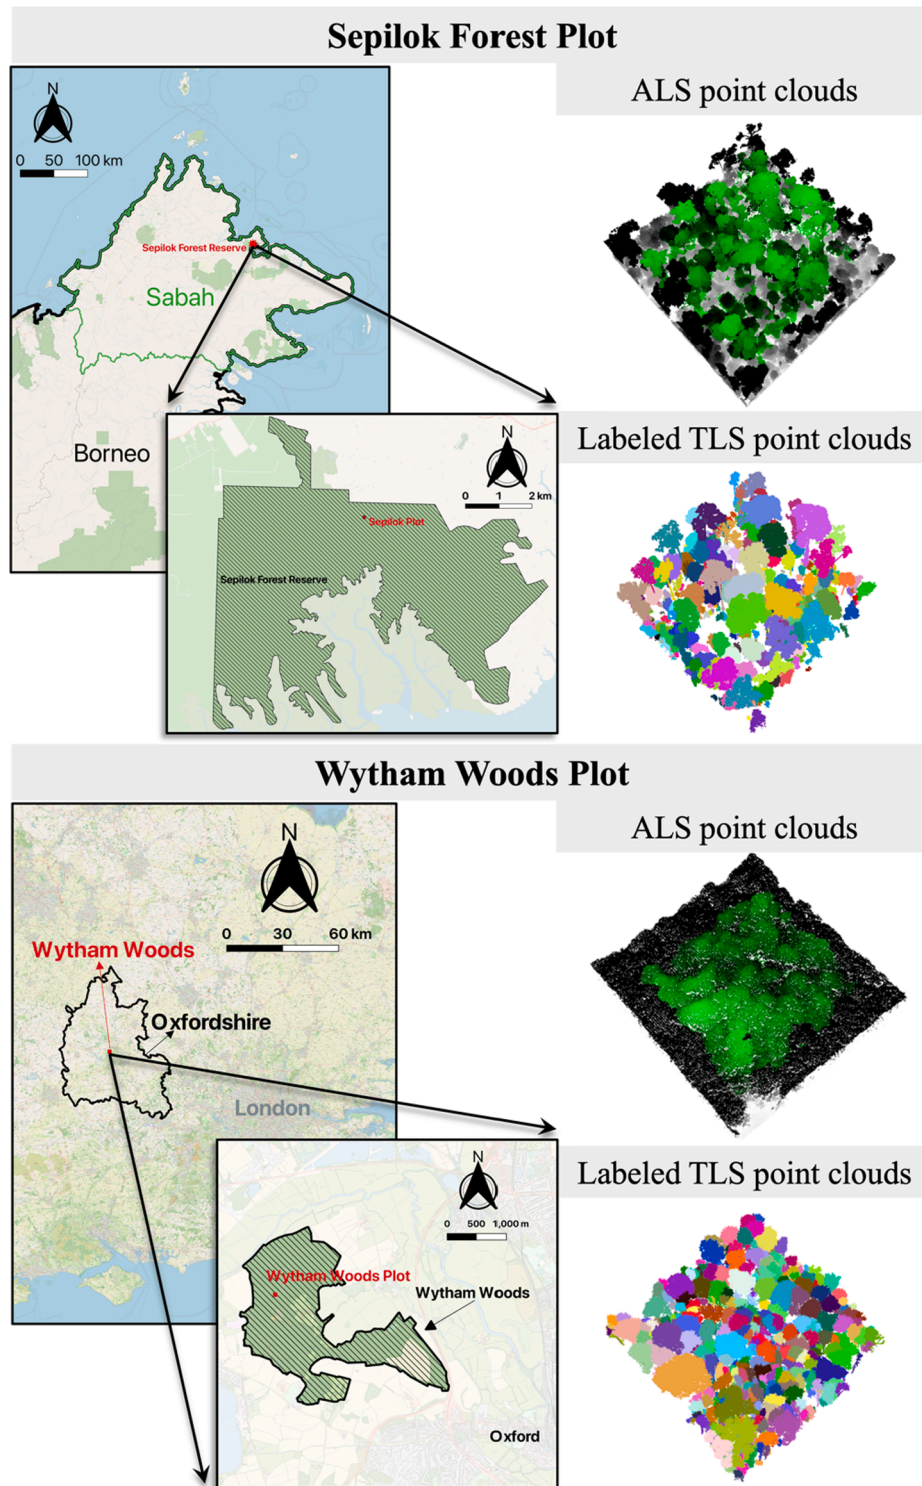 Sepilok Forest Plot
ALS point clouds
N
0 50 100 km
Sepilok Forest Reserve
Sabah
Borneo
N
0 1 2 km
Sepilok Plot
Sepilok Forest Reserve
Labeled TLS point clouds
Wytham Woods Plot
ALS point clouds
N
0 30 60 km
Wytham Woods
Oxfordshire
London
N
0 500 1,000 m
Wytham Woods Plot
Wytham Woods
Oxford
Labeled TLS point clouds